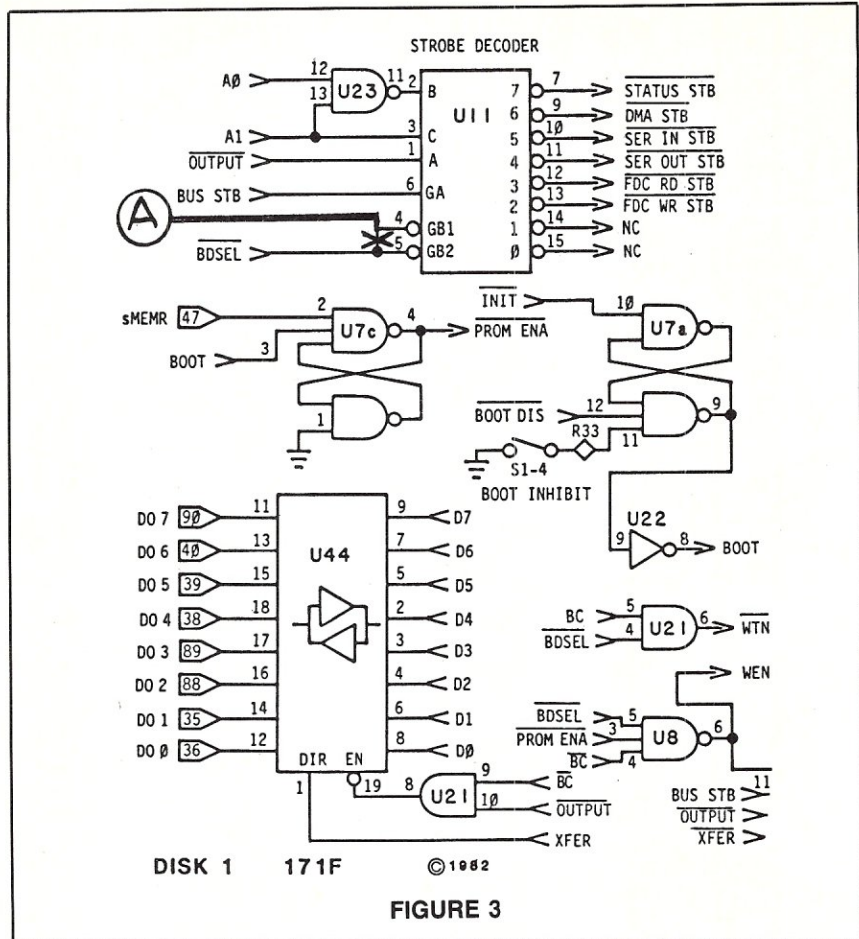 STROBE DECODER
AØ 12 11 2 B 7 7 STATUS STB
13 U23 U11 6 9 DMA STB
A1 3 C 5 1Ø SER IN STB
OUTPUT 1 A 4 11 SER OUT STB
BUS STB 6 GA 3 12 FDC RD STB
A 2 13 FDC WR STB
4 GB1 1 14 NC
BDSEL 5 GB2 Ø 15 NC
INIT 1Ø U7a
sMEMR 47 2 U7c 4 PROM ENA
BOOT 3
1
BOOT DIS 12 9
R33 11
S1-4
BOOT INHIBIT
U22
9 8 BOOT
DO 7 9Ø 11 U44 9 D7
DO 6 4Ø 13 7 D6
DO 5 39 15 5 D5
DO 4 38 18 2 D4
DO 3 89 17 3 D3
DO 2 88 16 4 D2
DO 1 35 14 6 D1
DO Ø 36 12 8 DØ
DIR EN
1 19 8 U21 9 BC
1Ø OUTPUT
XFER
BC 5 U21 6 WTN
BDSEL 4
WEN
BDSEL 5 U8 6
PROM ENA 3
BC 4
11
BUS STB
OUTPUT
XFER
DISK 1 171F ©1982
FIGURE 3